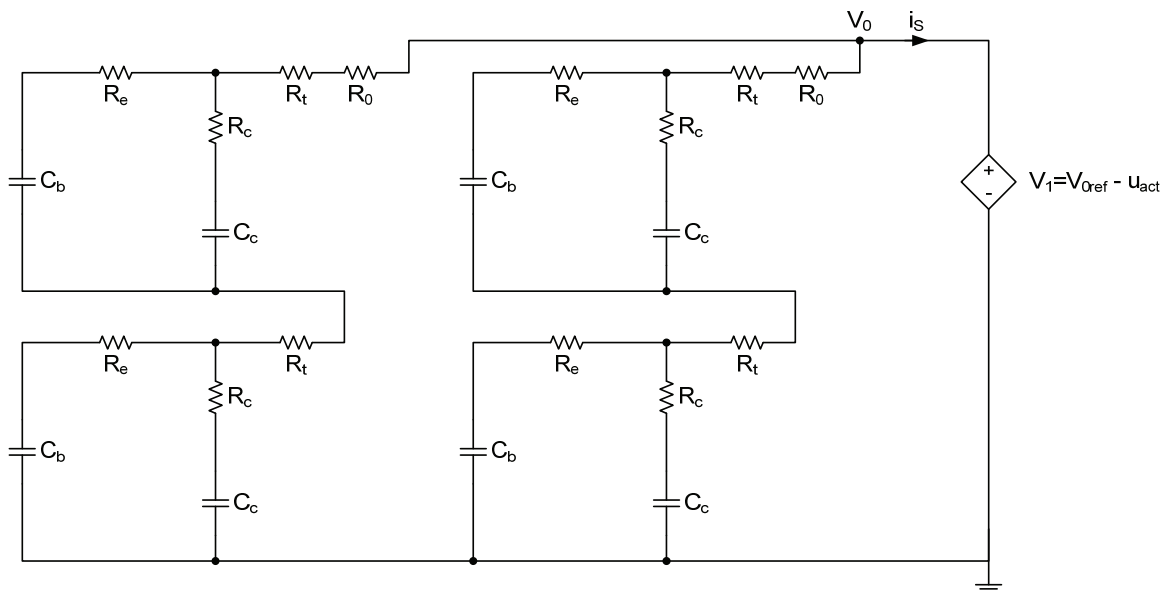 V0 iS
Re Rt R0 Re Rt R0
Rc Rc
Cb Cb V1=V0ref - uact
+
-
Cc Cc
Re Rt Re Rt
Rc Rc
Cb Cb
Cc Cc